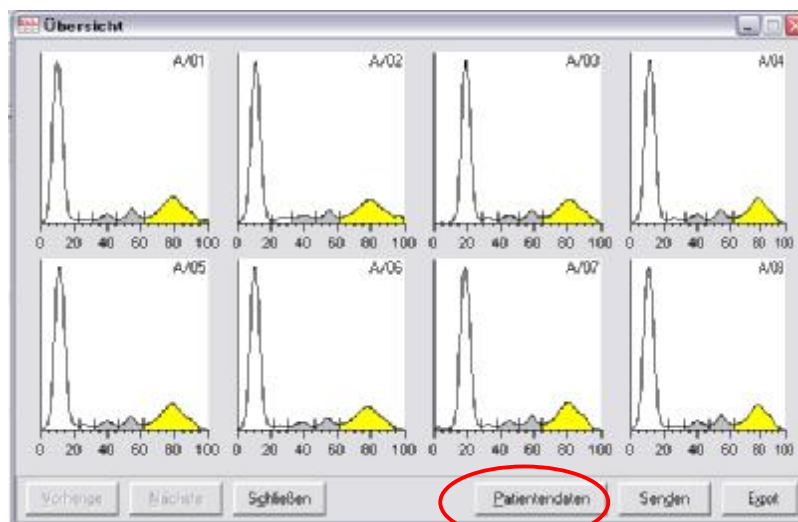 Übersicht
A/01 A/02 A/03 A/04
0 20 40 60 80 100 0 20 40 60 80 100 0 20 40 60 80 100 0 20 40 60 80 100
A/05 A/06 A/07 A/08
0 20 40 60 80 100 0 20 40 60 80 100 0 20 40 60 80 100 0 20 40 60 80 100
Vorherige Nächste Schließen Patientendaten Senden Export